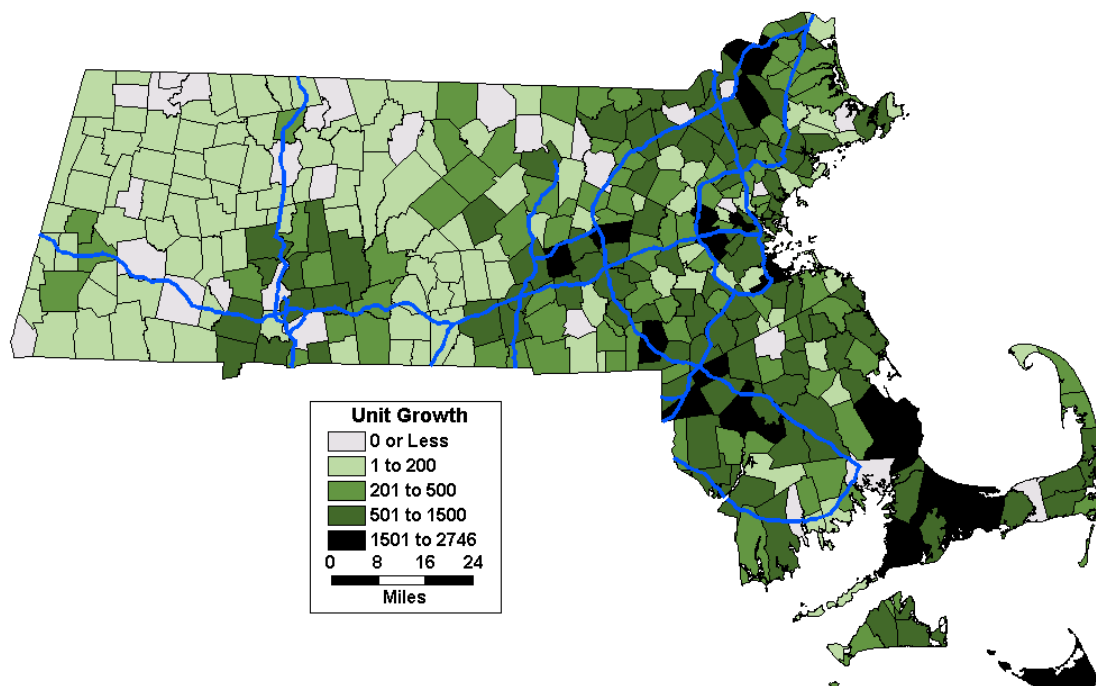 Unit Growth
0 or Less
1 to 200
201 to 500
501 to 1500
1501 to 2746
0 8 16 24
Miles